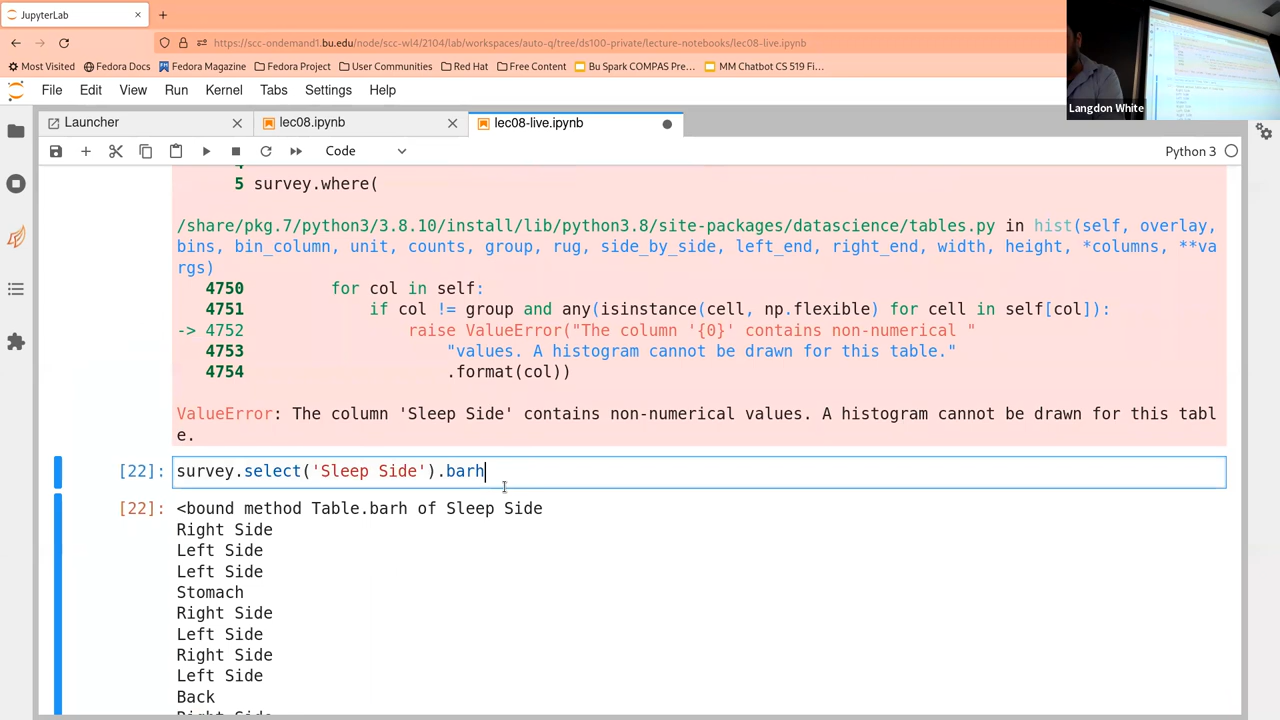 JupyterLab
https://scc-ondemand1.bu.edu/node/scc-wl4/2104/lab/workspaces/auto-q/tree/ds100-private/lecture-notebooks/lec08-live.ipynb
Most Visited Fedora Docs Fedora Magazine Fedora Project User Communities Red Hat Free Content Bu Spark COMPAS Pre… MM Chatbot CS 519 Fi…
Langdon White
File Edit View Run Kernel Tabs Settings Help
Launcher lec08.ipynb lec08-live.ipynb
Code Python 3
4
5 survey.where(
/share/pkg.7/python3/3.8.10/install/lib/python3.8/site-packages/datascience/tables.py in hist(self, overlay,
bins, bin_column, unit, counts, group, rug, side_by_side, left_end, right_end, width, height, *columns, **va
rgs)
4750 for col in self:
4751 if col != group and any(isinstance(cell, np.flexible) for cell in self[col]):
-> 4752 raise ValueError("The column '{0}' contains non-numerical "
4753 "values. A histogram cannot be drawn for this table."
4754 .format(col))
ValueError: The column 'Sleep Side' contains non-numerical values. A histogram cannot be drawn for this tabl
e.
[22]: survey.select('Sleep Side').barh
[22]: <bound method Table.barh of Sleep Side
Right Side
Left Side
Left Side
Stomach
Right Side
Left Side
Right Side
Left Side
Back
Right Side